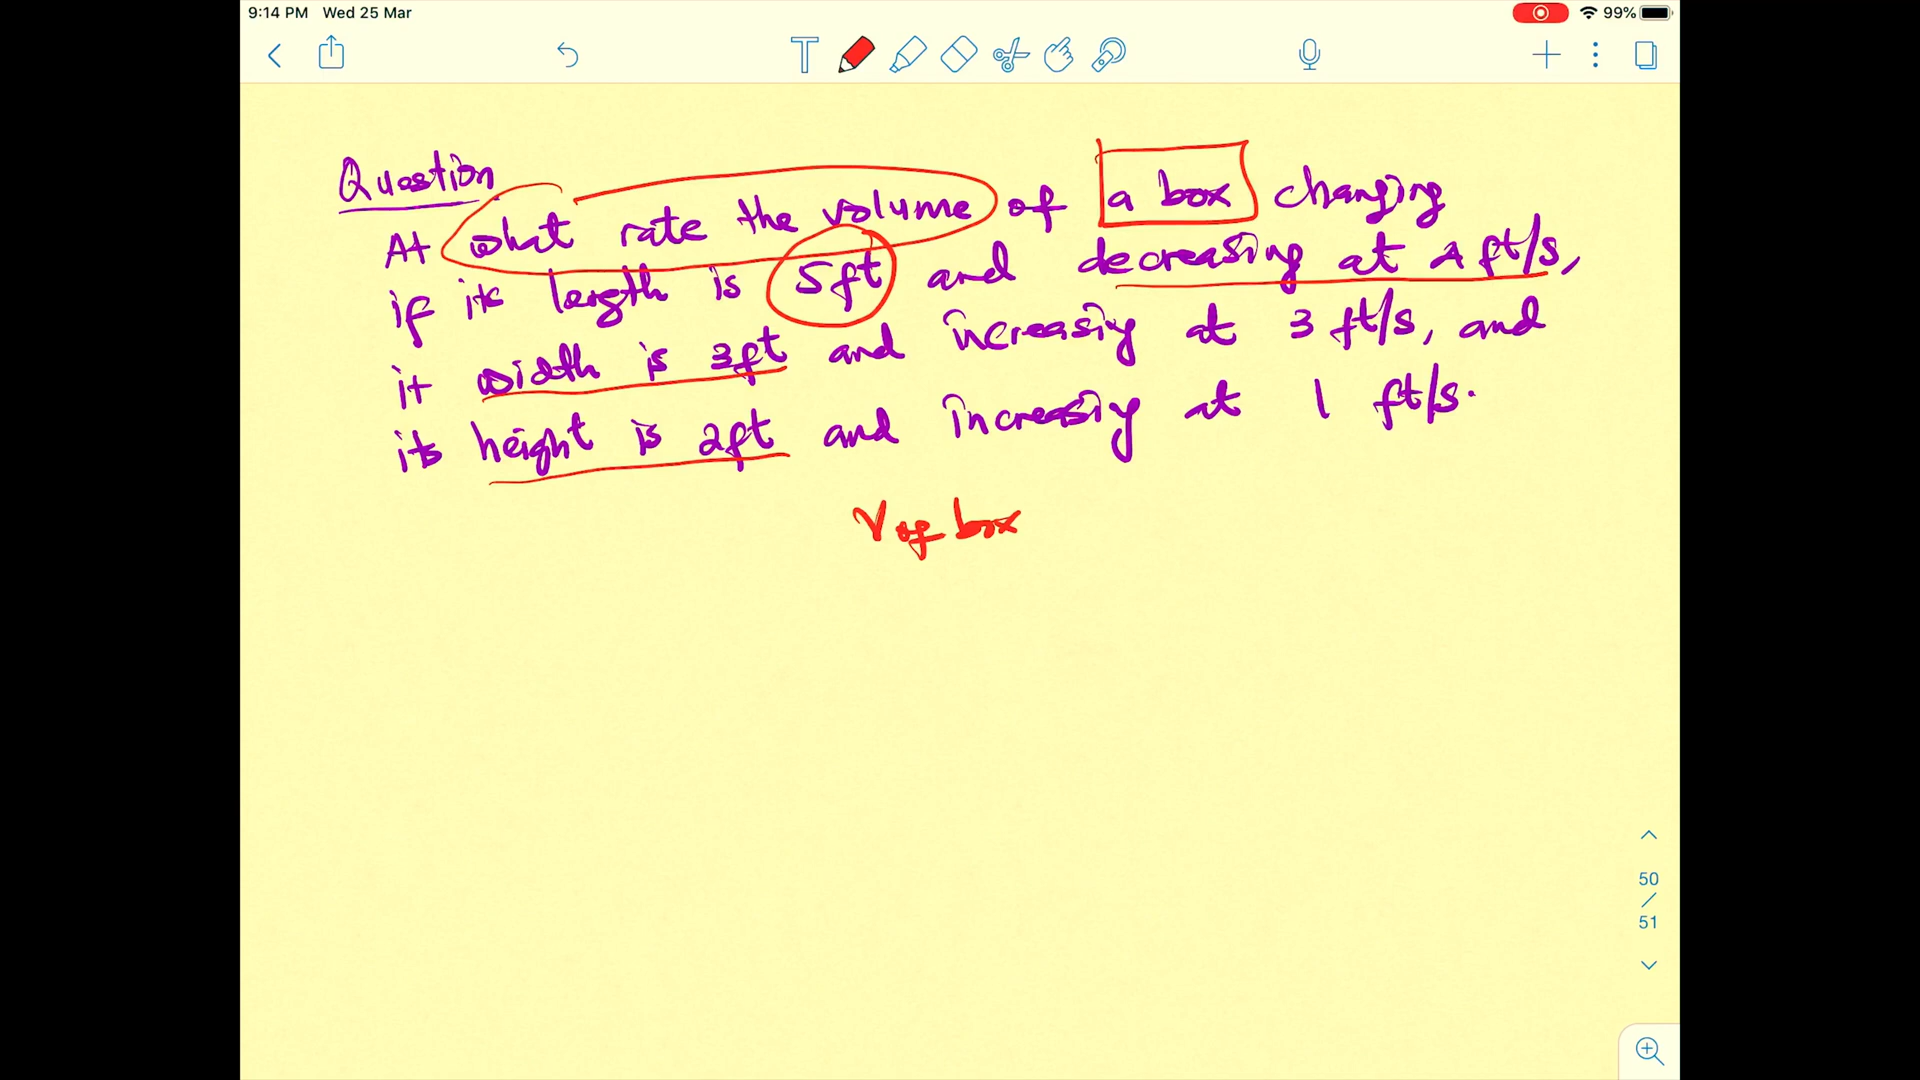 9:14 PM Wed 25 Mar
99%
T
Question
At what rate the volume of a box changing
if its length is 5ft and decreasing at 4 ft/s,
it width is 3ft and increasing at 3 ft/s, and
its height is 2ft and increasing at 1 ft/s.
V of box
50
/
51